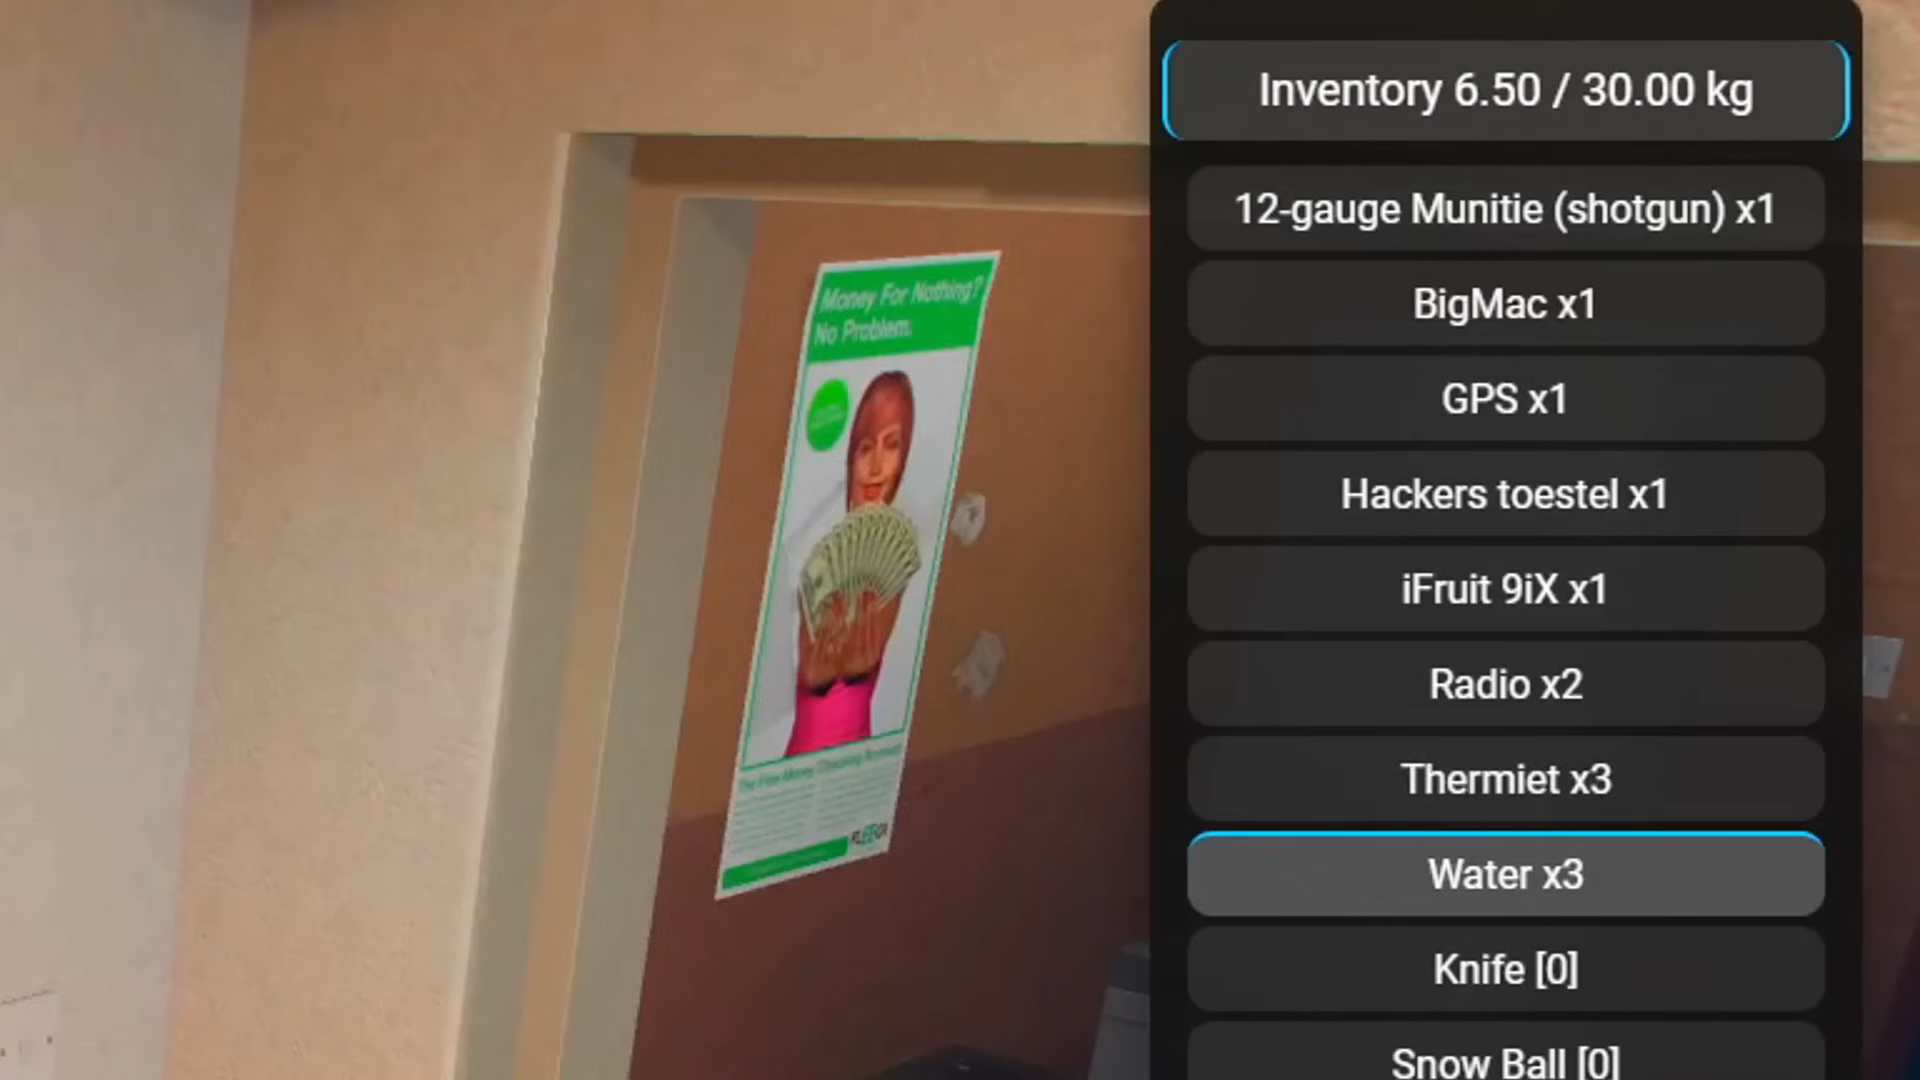 Inventory 6.50 / 30.00 kg
12-gauge Munitie (shotgun) x1
BigMac x1
GPS x1
Hackers toestel x1
iFruit 9iX x1
Radio x2
Thermiet x3
Water x3
Knife [0]
Snow Ball [0]
Money For Nothing?
No Problem.